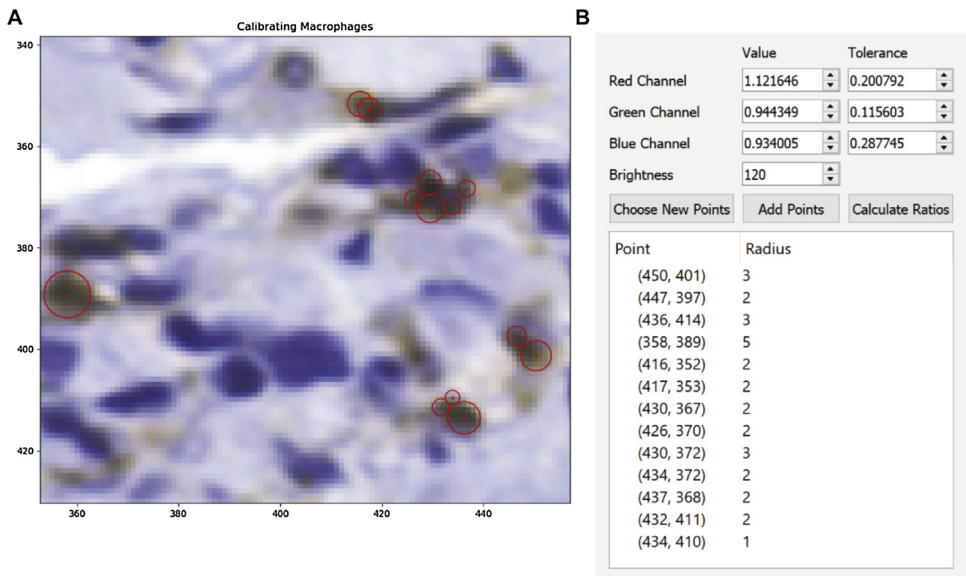 A
Calibrating Macrophages
340
360
380
400
420
360 380 400 420 440
B
Value Tolerance
Red Channel 1.121646 0.200792
Green Channel 0.944349 0.115603
Blue Channel 0.934005 0.287745
Brightness 120
Choose New Points Add Points Calculate Ratios
Point Radius
(450, 401) 3
(447, 397) 2
(436, 414) 3
(358, 389) 5
(416, 352) 2
(417, 353) 2
(430, 367) 2
(426, 370) 2
(430, 372) 3
(434, 372) 2
(437, 368) 2
(432, 411) 2
(434, 410) 1